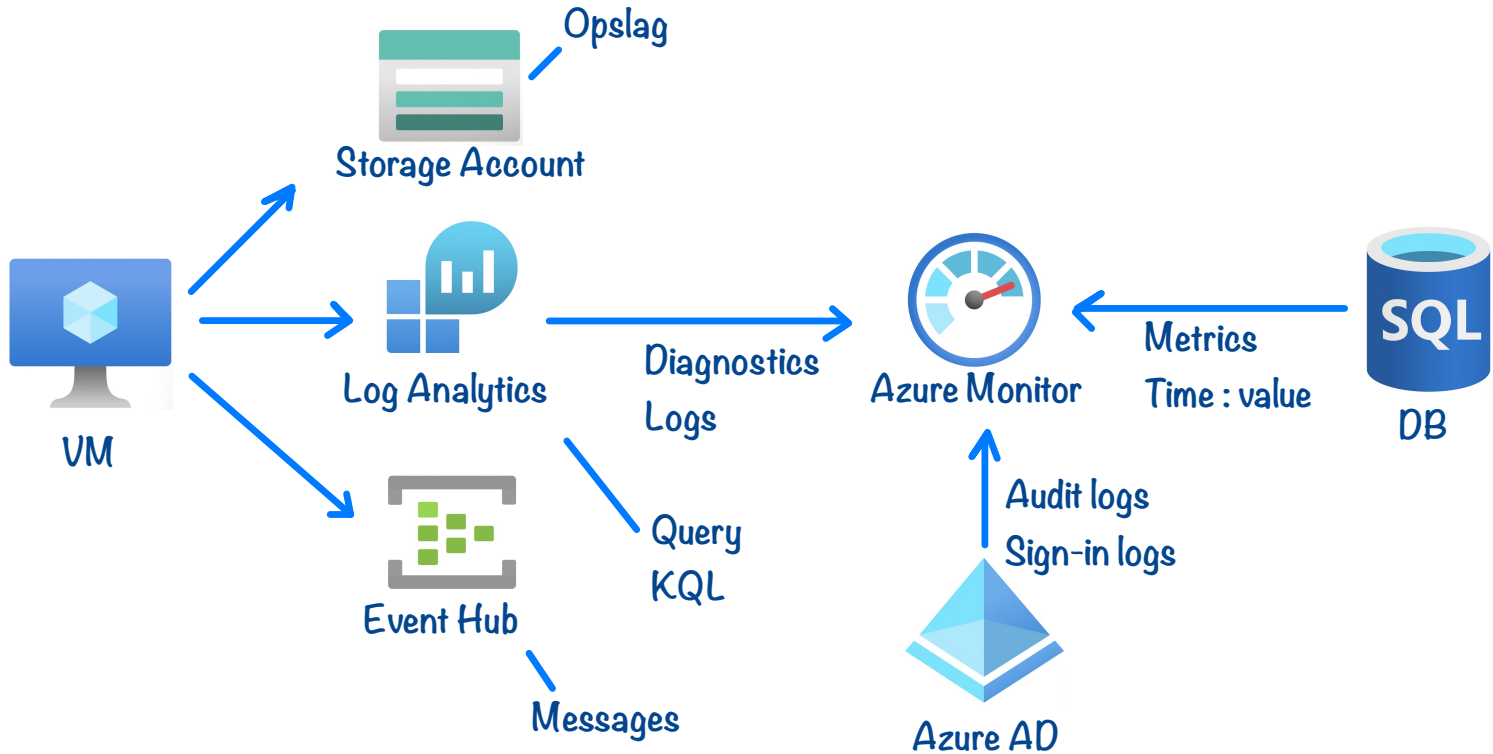 Opslag
Storage Account
VM
Log Analytics
Diagnostics
Logs
Query
KQL
Event Hub
Messages
Azure Monitor
Metrics
Time : value
SQL
DB
Audit logs
Sign-in logs
Azure AD